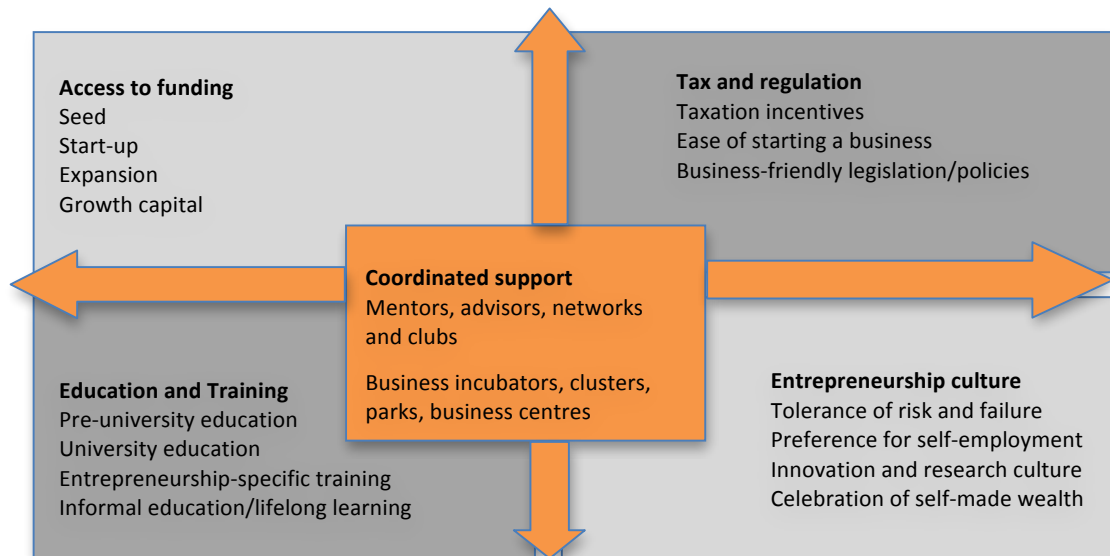 Access to funding
Seed
Start-up
Expansion
Growth capital
Tax and regulation
Taxation incentives
Ease of starting a business
Business-friendly legislation/policies
Coordinated support
Mentors, advisors, networks
and clubs
Business incubators, clusters,
parks, business centres
Education and Training
Pre-university education
University education
Entrepreneurship-specific training
Informal education/lifelong learning
Entrepreneurship culture
Tolerance of risk and failure
Preference for self-employment
Innovation and research culture
Celebration of self-made wealth